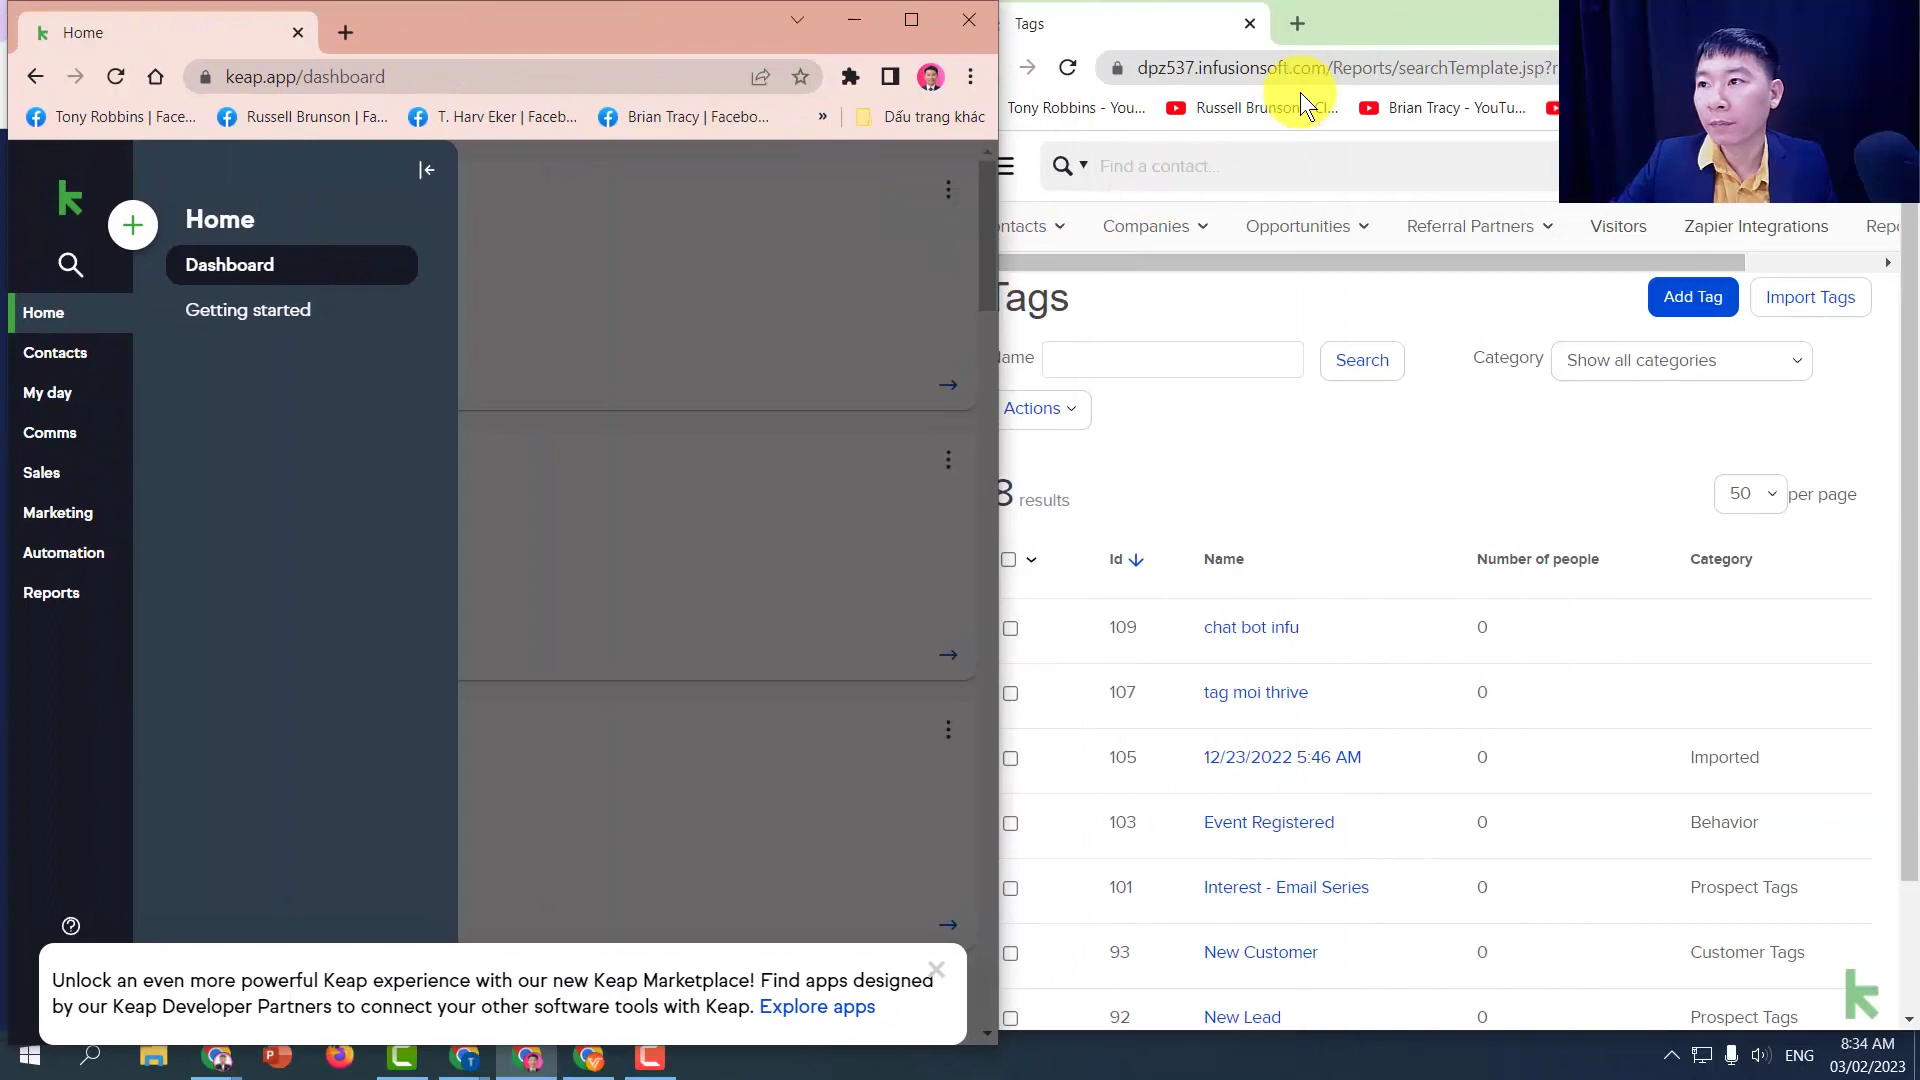 Home
keap.app/dashboard
Tony Robbins | Face...
Russell Brunson | Fa...
T. Harv Eker | Faceb...
Brian Tracy | Facebo...
»
Dấu trang khác
Home
Dashboard
Getting started
Home
Contacts
My day
Comms
Sales
Marketing
Automation
Reports
Unlock an even more powerful Keap experience with our new Keap Marketplace! Find apps designed
by our Keap Developer Partners to connect your other software tools with Keap. Explore apps
Tags
dpz537.infusionsoft.com/Reports/searchTemplate.jsp?r
Tony Robbins - You...
Russell Brunson - Cl...
Brian Tracy - YouTu...
Find a contact...
ntacts
Companies
Opportunities
Referral Partners
Visitors
Zapier Integrations
Repo
Tags
Add Tag
Import Tags
ame
Search
Category
Show all categories
Actions
8 results
50
per page
Id
Name
Number of people
Category
109 chat bot infu 0
107 tag moi thrive 0
105 12/23/2022 5:46 AM 0 Imported
103 Event Registered 0 Behavior
101 Interest - Email Series 0 Prospect Tags
93 New Customer 0 Customer Tags
92 New Lead 0 Prospect Tags
ENG
8:34 AM
03/02/2023